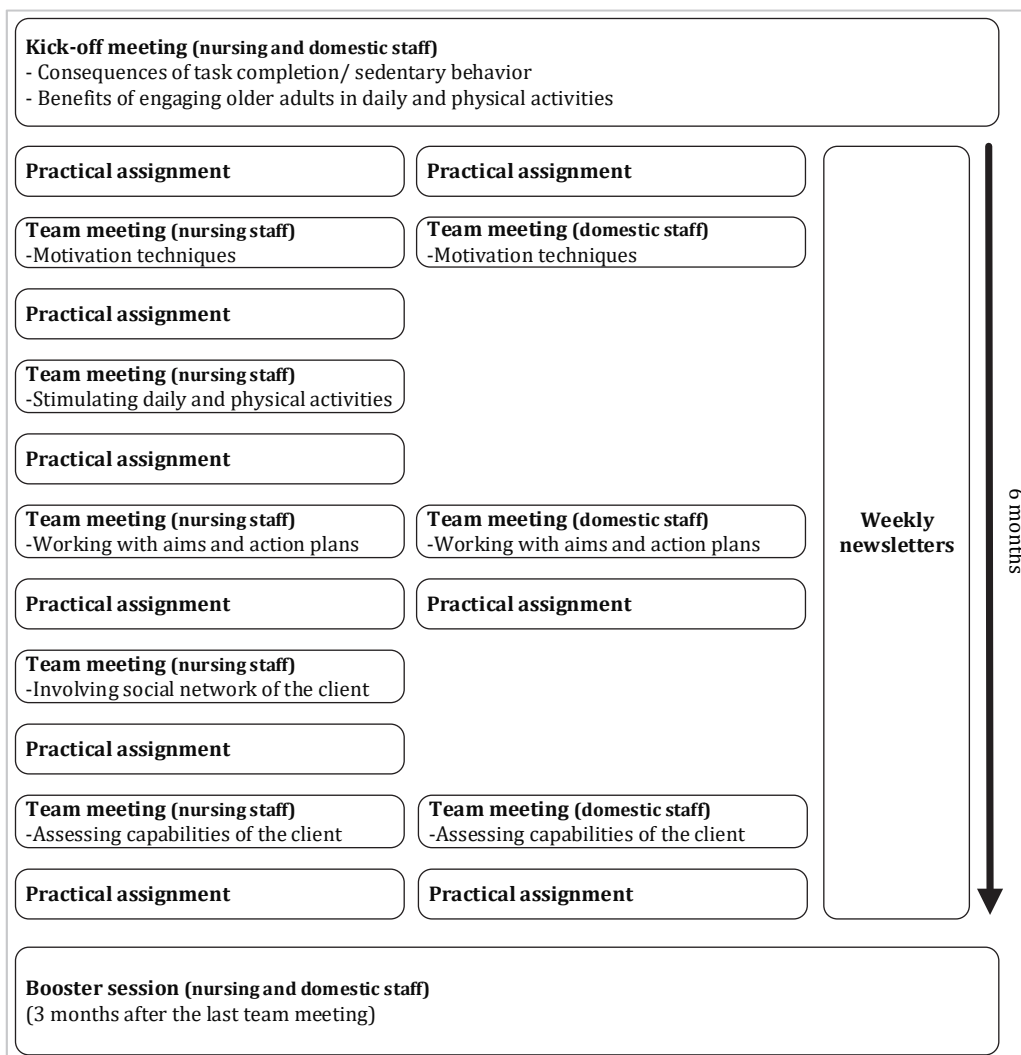 Kick-off meeting (nursing and domestic staff)
- Consequences of task completion/ sedentary behavior
- Benefits of engaging older adults in daily and physical activities
Practical assignment
Practical assignment
Team meeting (nursing staff)
-Motivation techniques
Team meeting (domestic staff)
-Motivation techniques
Practical assignment
Team meeting (nursing staff)
-Stimulating daily and physical activities
Practical assignment
Team meeting (nursing staff)
-Working with aims and action plans
Team meeting (domestic staff)
-Working with aims and action plans
Practical assignment
Practical assignment
Team meeting (nursing staff)
-Involving social network of the client
Practical assignment
Team meeting (nursing staff)
-Assessing capabilities of the client
Team meeting (domestic staff)
-Assessing capabilities of the client
Practical assignment
Practical assignment
Weekly
newsletters
6 months
Booster session (nursing and domestic staff)
(3 months after the last team meeting)